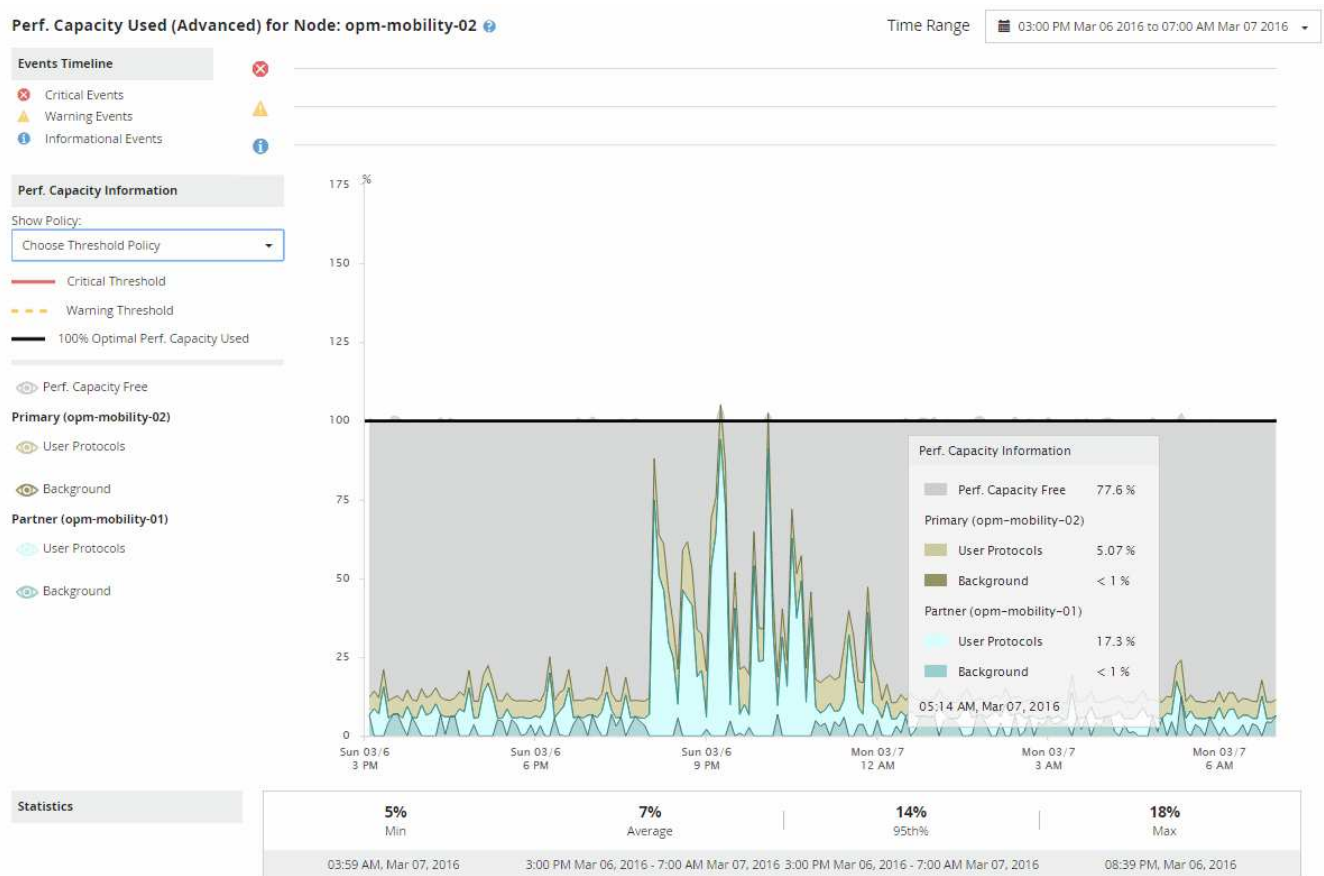 Perf. Capacity Used (Advanced) for Node: opm-mobility-02 ?
Time Range 03:00 PM Mar 06 2016 to 07:00 AM Mar 07 2016
Events Timeline
Critical Events
Warning Events
Informational Events
Perf. Capacity Information
Show Policy:
Choose Threshold Policy
Critical Threshold
Warning Threshold
100% Optimal Perf. Capacity Used
Perf. Capacity Free
Primary (opm-mobility-02)
User Protocols
Background
Partner (opm-mobility-01)
User Protocols
Background
175 %
150
125
100
75
50
25
0
Perf. Capacity Information
Perf. Capacity Free 77.6 %
Primary (opm-mobility-02)
User Protocols 5.07 %
Background < 1 %
Partner (opm-mobility-01)
User Protocols 17.3 %
Background < 1 %
05:14 AM, Mar 07, 2016
Sun 03/6 Sun 03/6 Sun 03/6 Mon 03/7 Mon 03/7 Mon 03/7
3 PM 6 PM 9 PM 12 AM 3 AM 6 AM
Statistics
5% 7% 14% 18%
Min Average 95th% Max
03:59 AM, Mar 07, 2016 3:00 PM Mar 06, 2016 - 7:00 AM Mar 07, 2016 3:00 PM Mar 06, 2016 - 7:00 AM Mar 07, 2016 08:39 PM, Mar 06, 2016